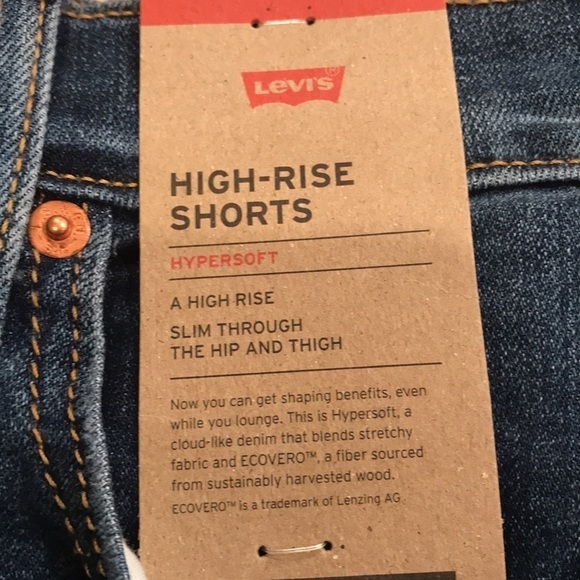 Levi's®
HIGH-RISE
SHORTS
HYPERSOFT
A HIGH RISE
SLIM THROUGH
THE HIP AND THIGH
Now you can get shaping benefits, even
while you lounge. This is Hypersoft, a
cloud-like denim that blends stretchy
fabric and ECOVERO™, a fiber sourced
from sustainably harvested wood.
ECOVERO™ is a trademark of Lenzing AG